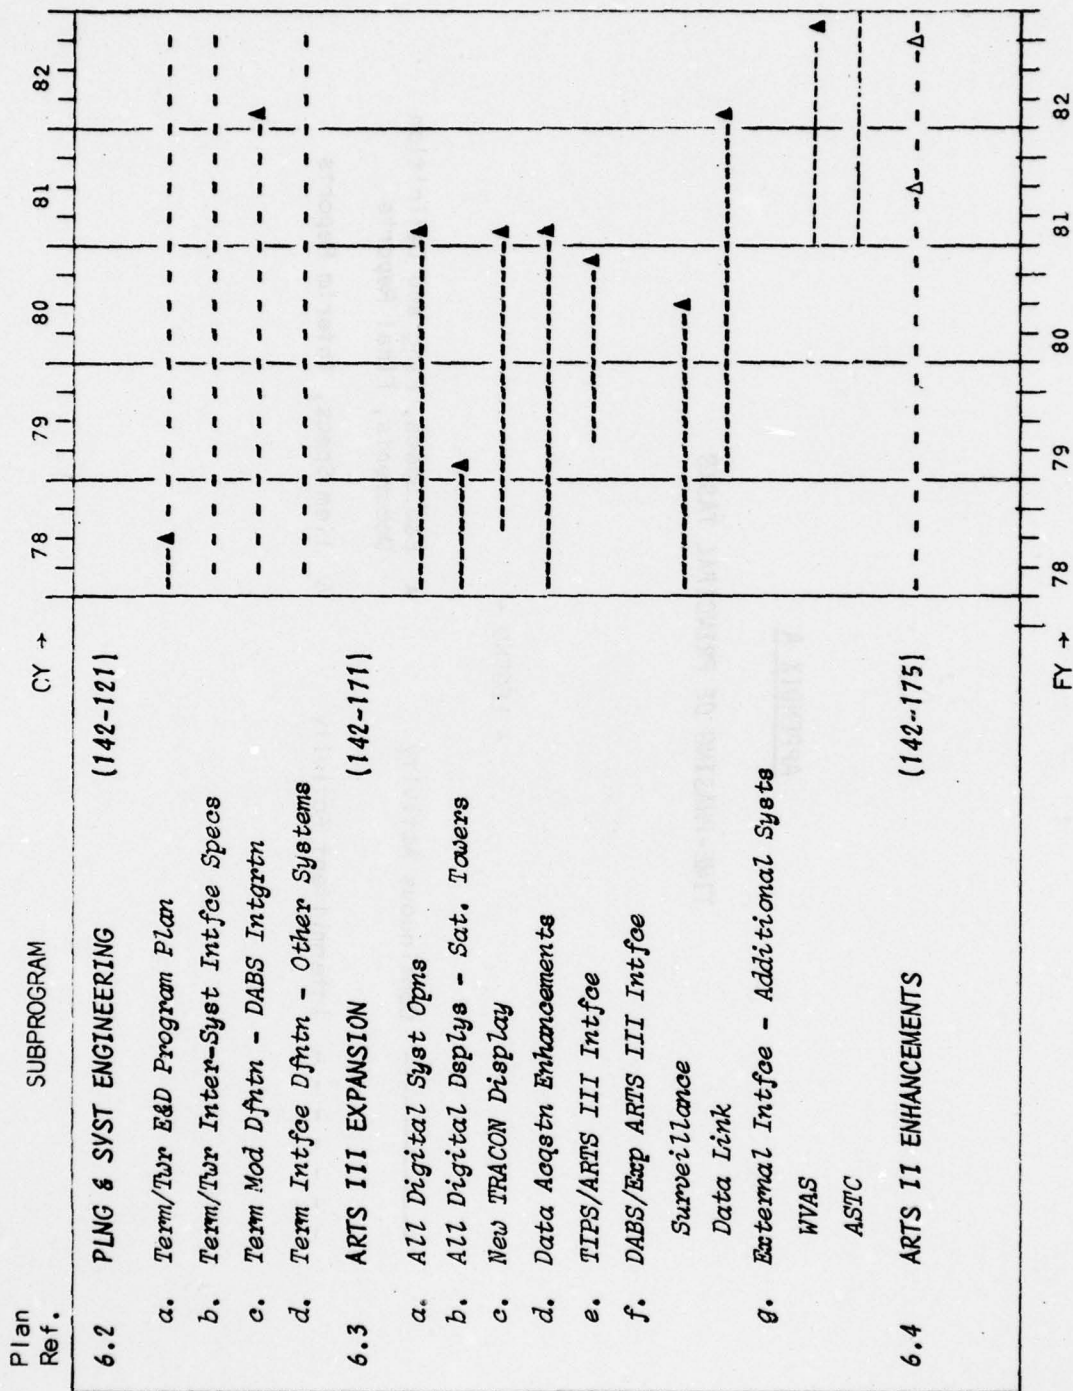 Plan
Ref.
SUBPROGRAM
CY →
78 79 80 81 82
6.2 PLNG & SYST ENGINEERING (142-121)
a. Term/Twr E&D Program Plan
b. Term/Twr Inter-Syst Intfce Specs
c. Term Mod Dfntn - DABS Intgrtn
d. Term Intfce Dfntn - Other Systems
6.3 ARTS III EXPANSION (142-171)
a. All Digital Syst Opns
b. All Digital Dsplys - Sat. Towers
c. New TRACON Display
d. Data Acqstn Enhancements
e. TIPS/ARTS III Intfce
f. DABS/Exp ARTS III Intfce
Surveillance
Data Link
g. External Intfce - Additional Systs
WVAS
ASTC
6.4 ARTS II ENHANCEMENTS (142-175)
FY →
78 79 80 81 82